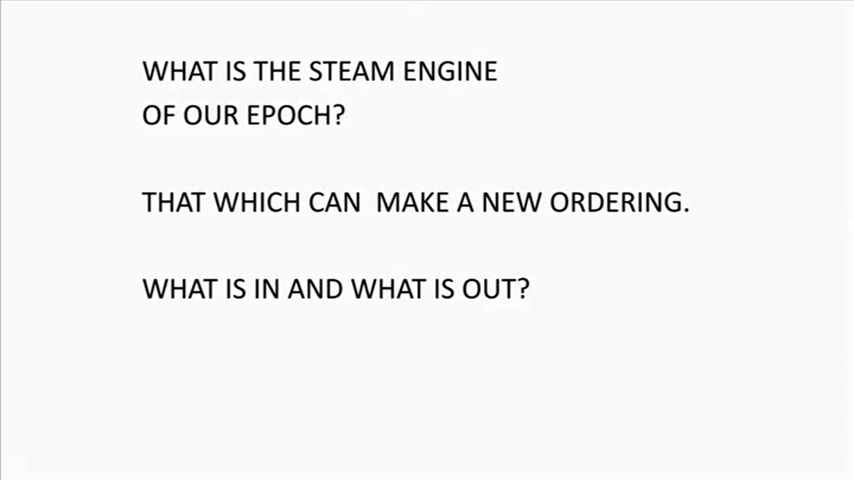 WHAT IS THE STEAM ENGINE
OF OUR EPOCH?
THAT WHICH CAN  MAKE A NEW ORDERING.
WHAT IS IN AND WHAT IS OUT?